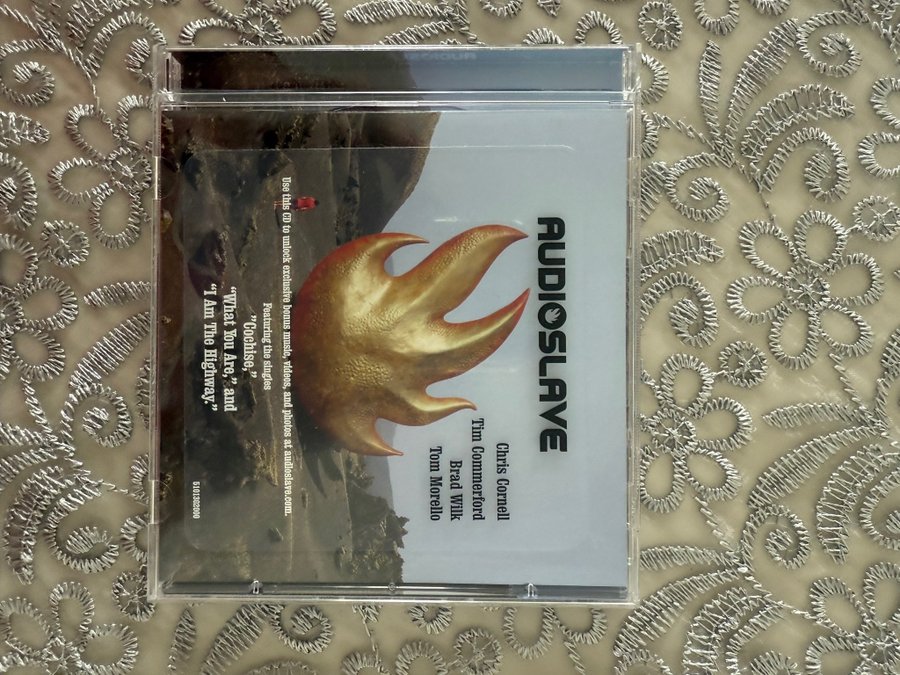 AUDIOSLAVE
Chris Cornell
Tim Commerford
Brad Wilk
Tom Morello
Use this CD to unlock exclusive bonus music, videos, and photos at audioslave.com.
Featuring the singles
"Cochise,"
"What You Are," and
"I Am The Highway."